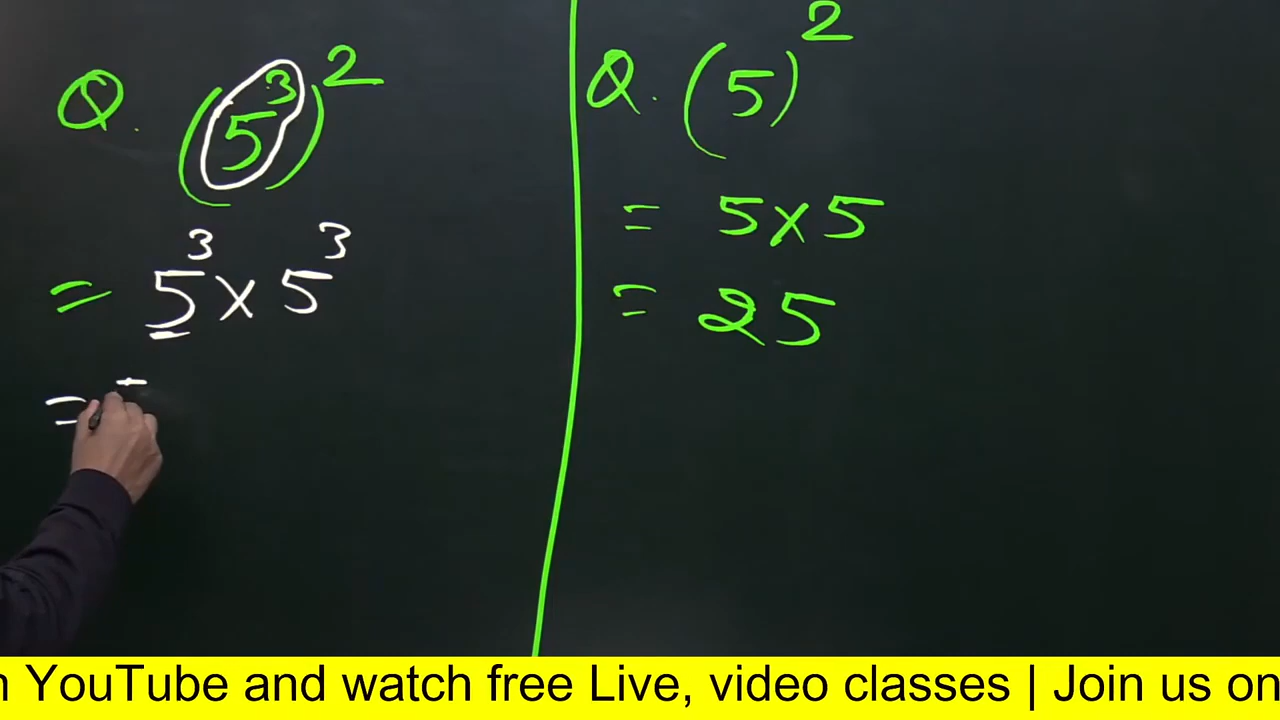 Q. (5³)²
= 5³ × 5³
=
Q. (5)²
= 5 × 5
= 25
YouTube and watch free Live, video classes | Join us on